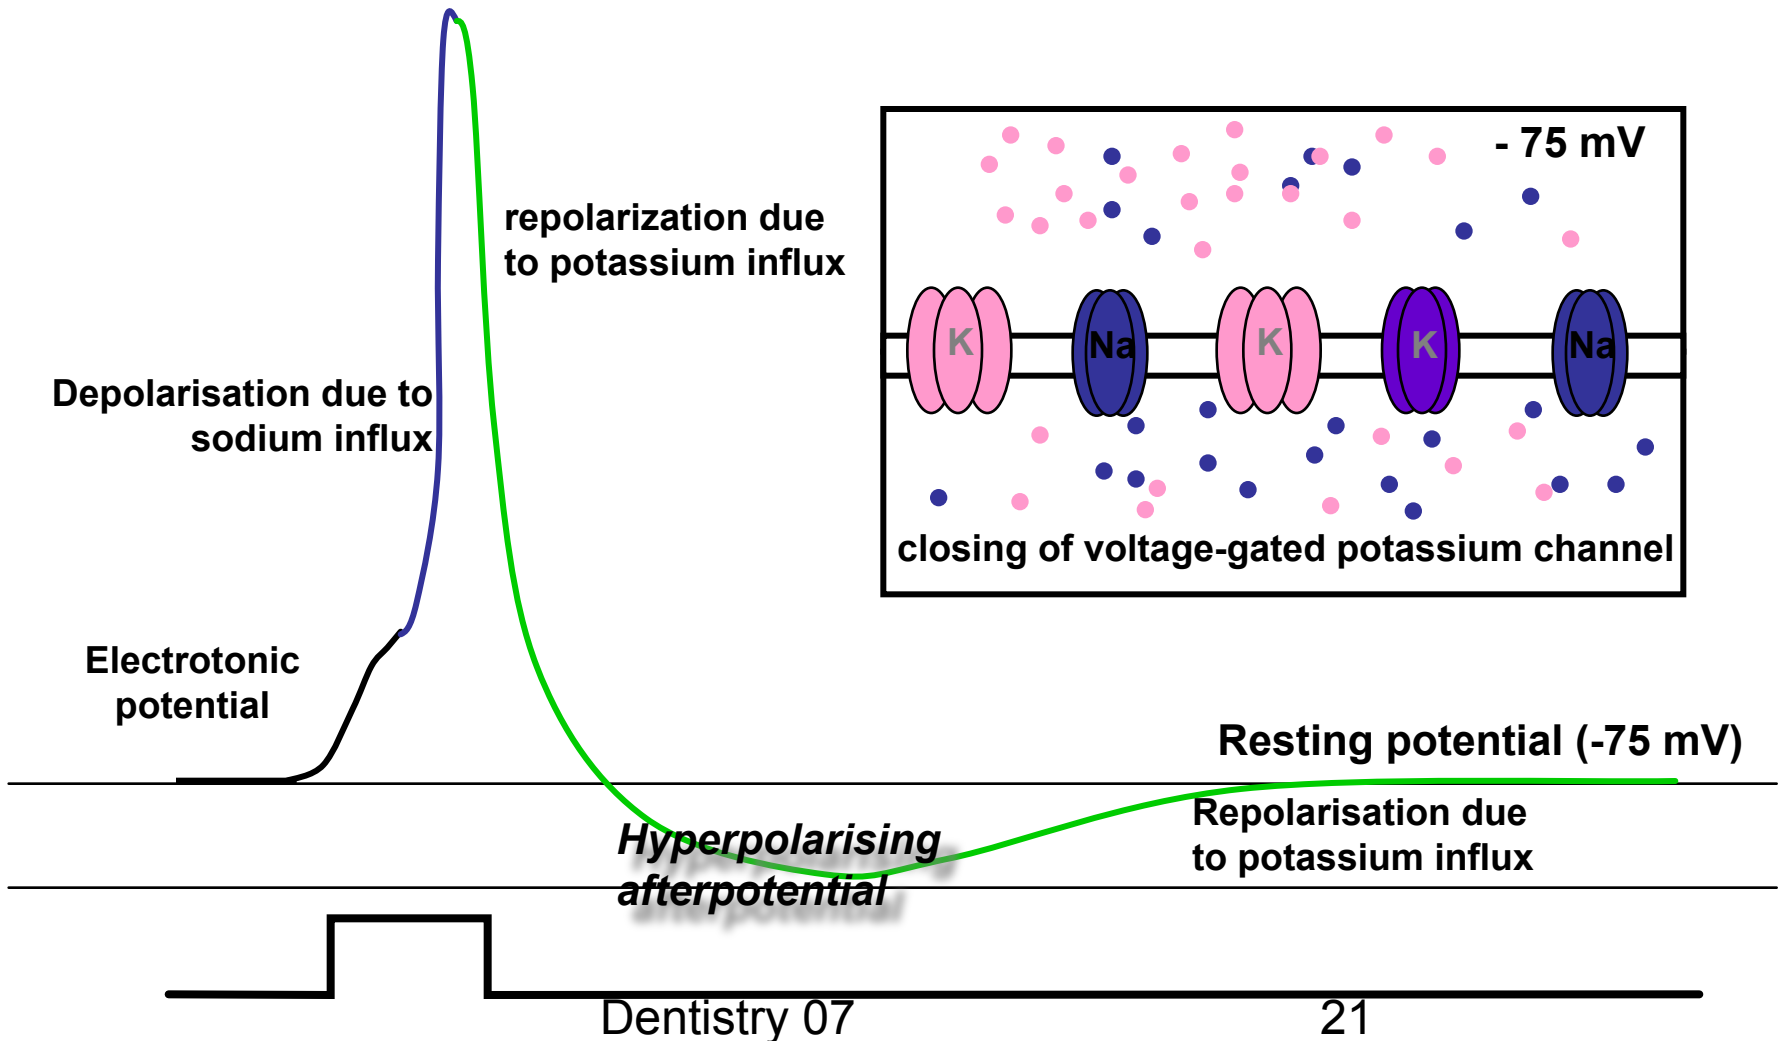 - 75 mV
repolarization due
to potassium influx
K
Na
K
K
Na
Depolarisation due to
sodium influx
closing of voltage-gated potassium channel
Electrotonic
potential
Resting potential (-75 mV)
Repolarisation due
to potassium influx
Hyperpolarising
afterpotential
Dentistry 07
21